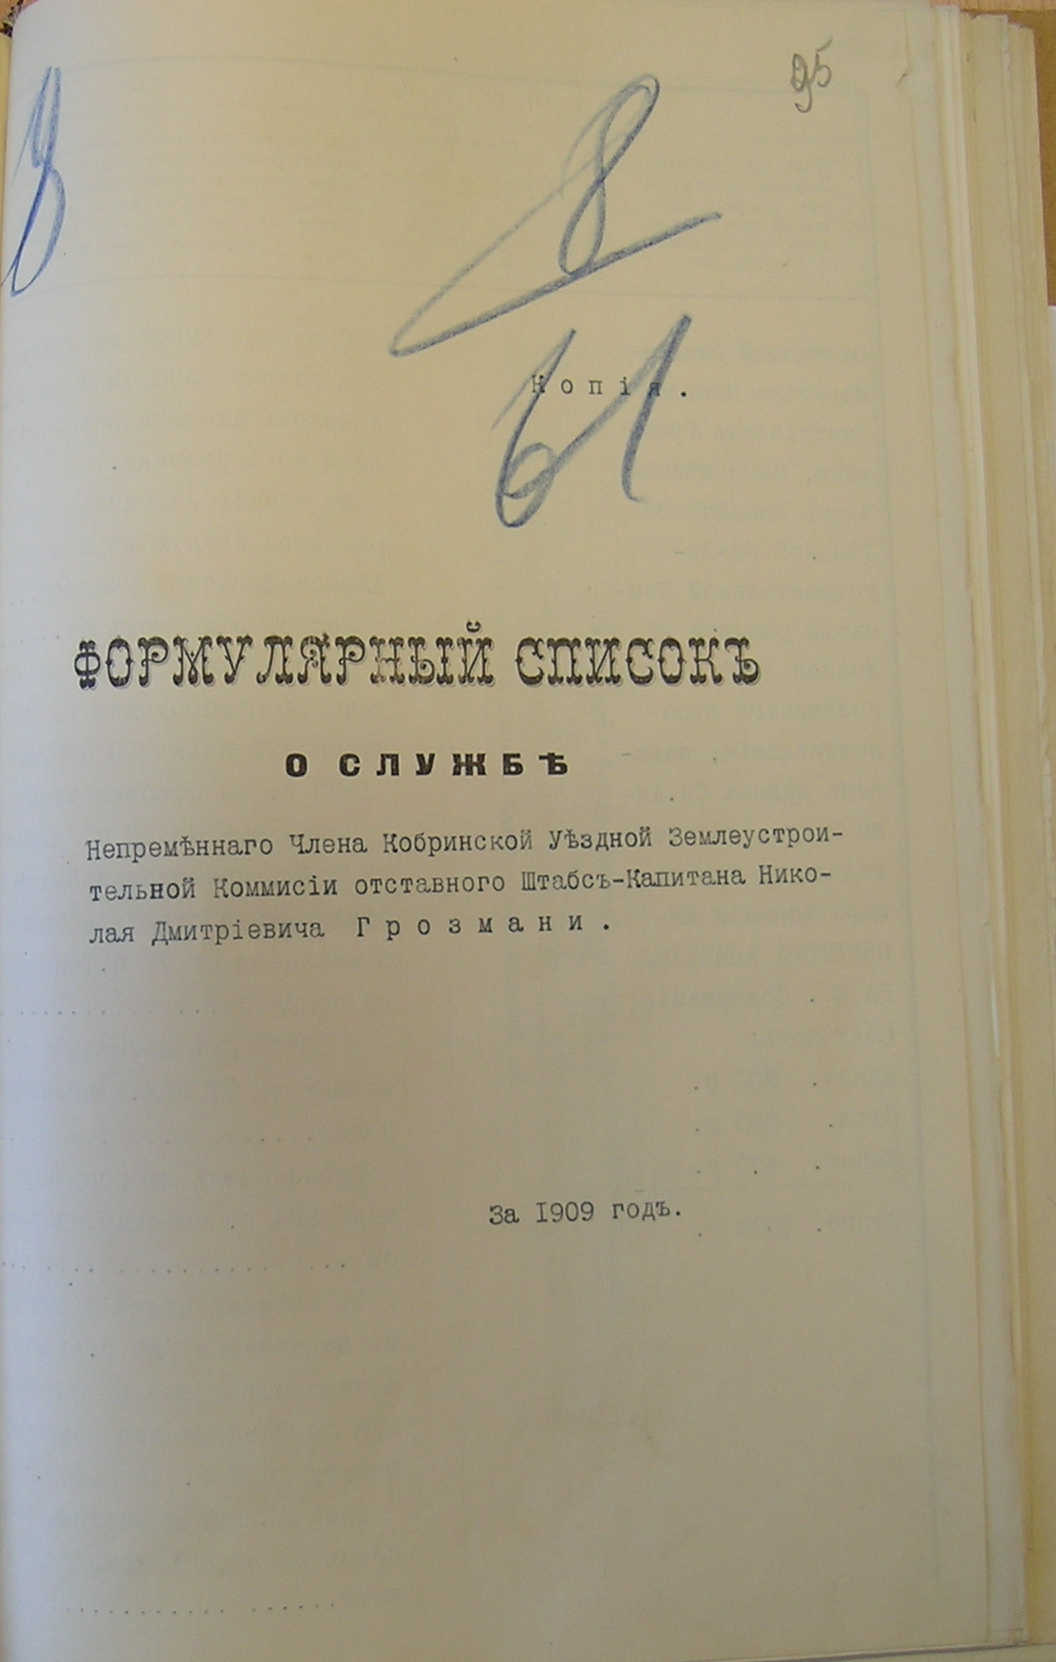 95
8
61
Копія.
ФОРМУЛЯРНЫЙ СПИСОКЪ
О СЛУЖБѢ
Непремѣннаго Члена Кобринской Уѣздной Землеустрои-
тельной Коммисіи отставного Штабсъ-Капитана Нико-
лая Дмитріевича Грозмани.
За 1909 годъ.